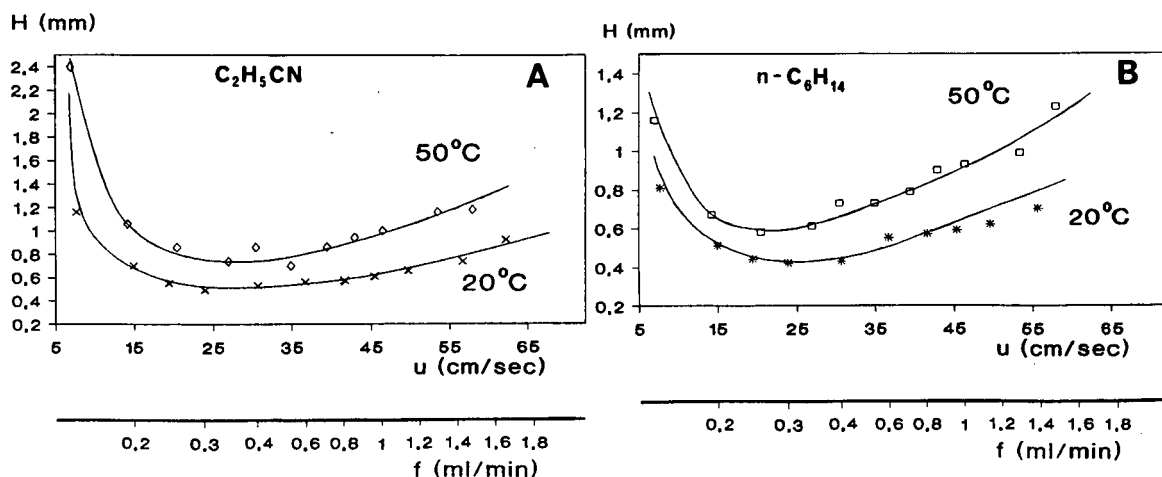 H (mm)
2,4
2,2
2
1,8
1,6
1,4
1,2
1
0,8
0,6
0,4
0,2
C₂H₅CN
A
50°C
20°C
5 15 25 35 45 55 65
u (cm/sec)
0,2 0,3 0,4 0,6 0,8 1 1,2 1,4 1,6 1,8
f (ml/min)
H (mm)
1,4
1,2
1
0,8
0,6
0,4
0,2
n-C₆H₁₄
B
50°C
20°C
5 15 25 35 45 55 65
u (cm/sec)
0,2 0,3 0,4 0,6 0,8 1 1,2 1,4 1,6 1,8
f (ml/min)